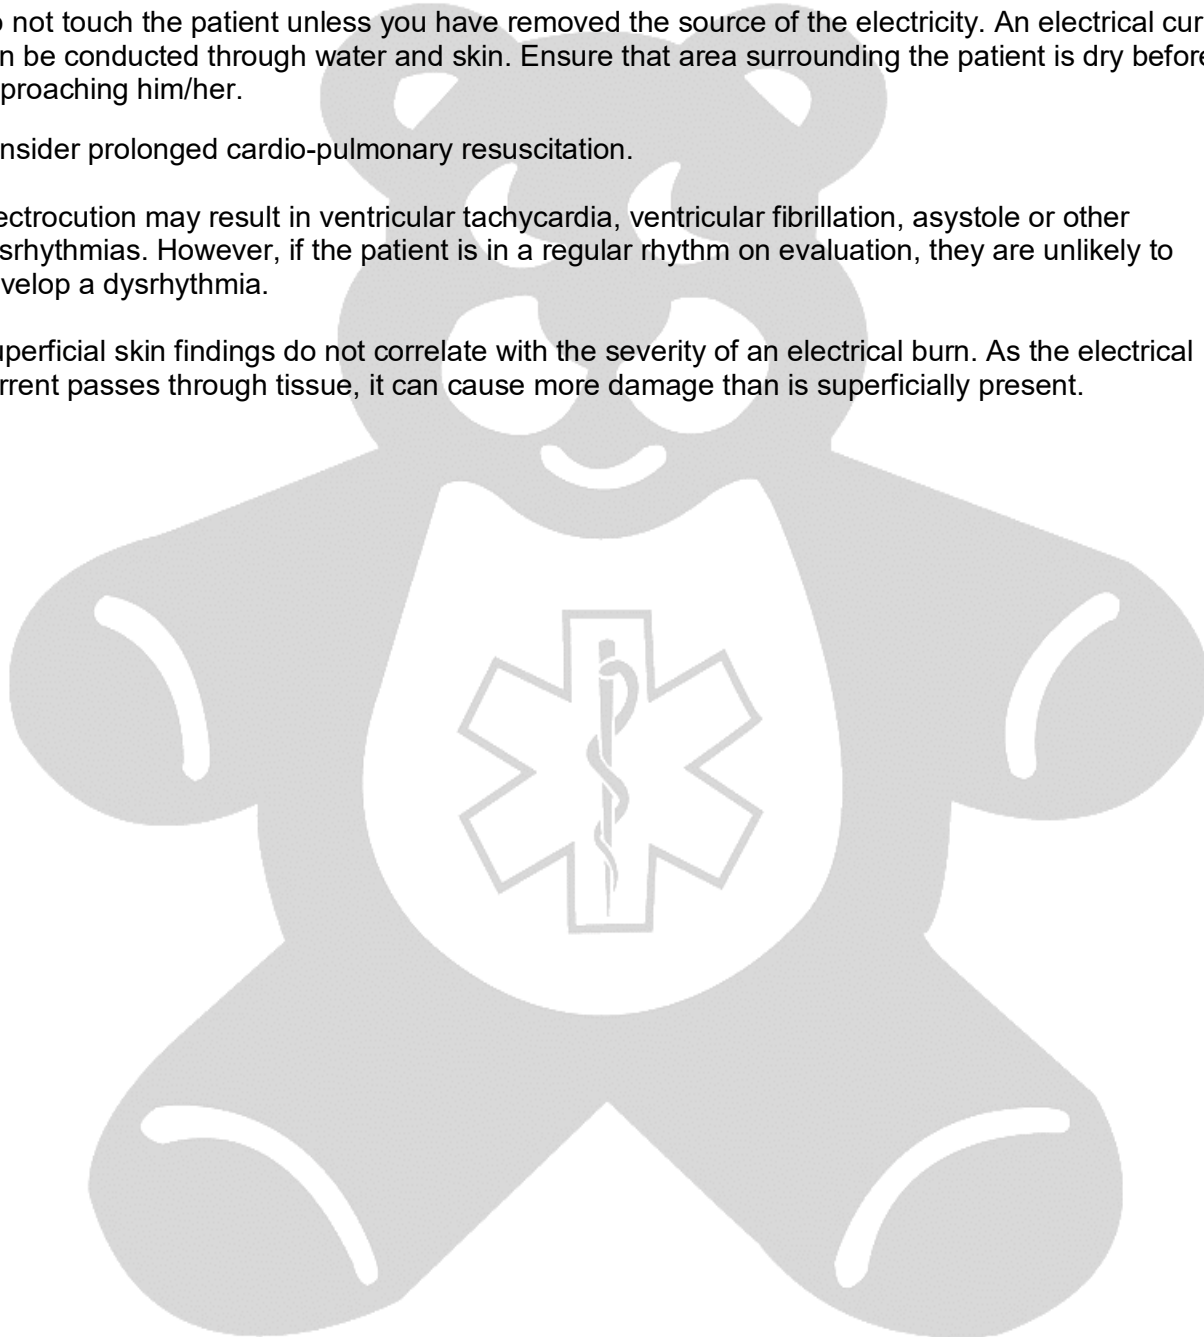 not touch the patient unless you have removed the source of the electricity. An electrical cur
n be conducted through water and skin. Ensure that area surrounding the patient is dry before
proaching him/her.
nsider prolonged cardio-pulmonary resuscitation.
ectrocution may result in ventricular tachycardia, ventricular fibrillation, asystole or other
srhythmias. However, if the patient is in a regular rhythm on evaluation, they are unlikely to
velop a dysrhythmia.
uperficial skin findings do not correlate with the severity of an electrical burn. As the electrical
rrent passes through tissue, it can cause more damage than is superficially present.